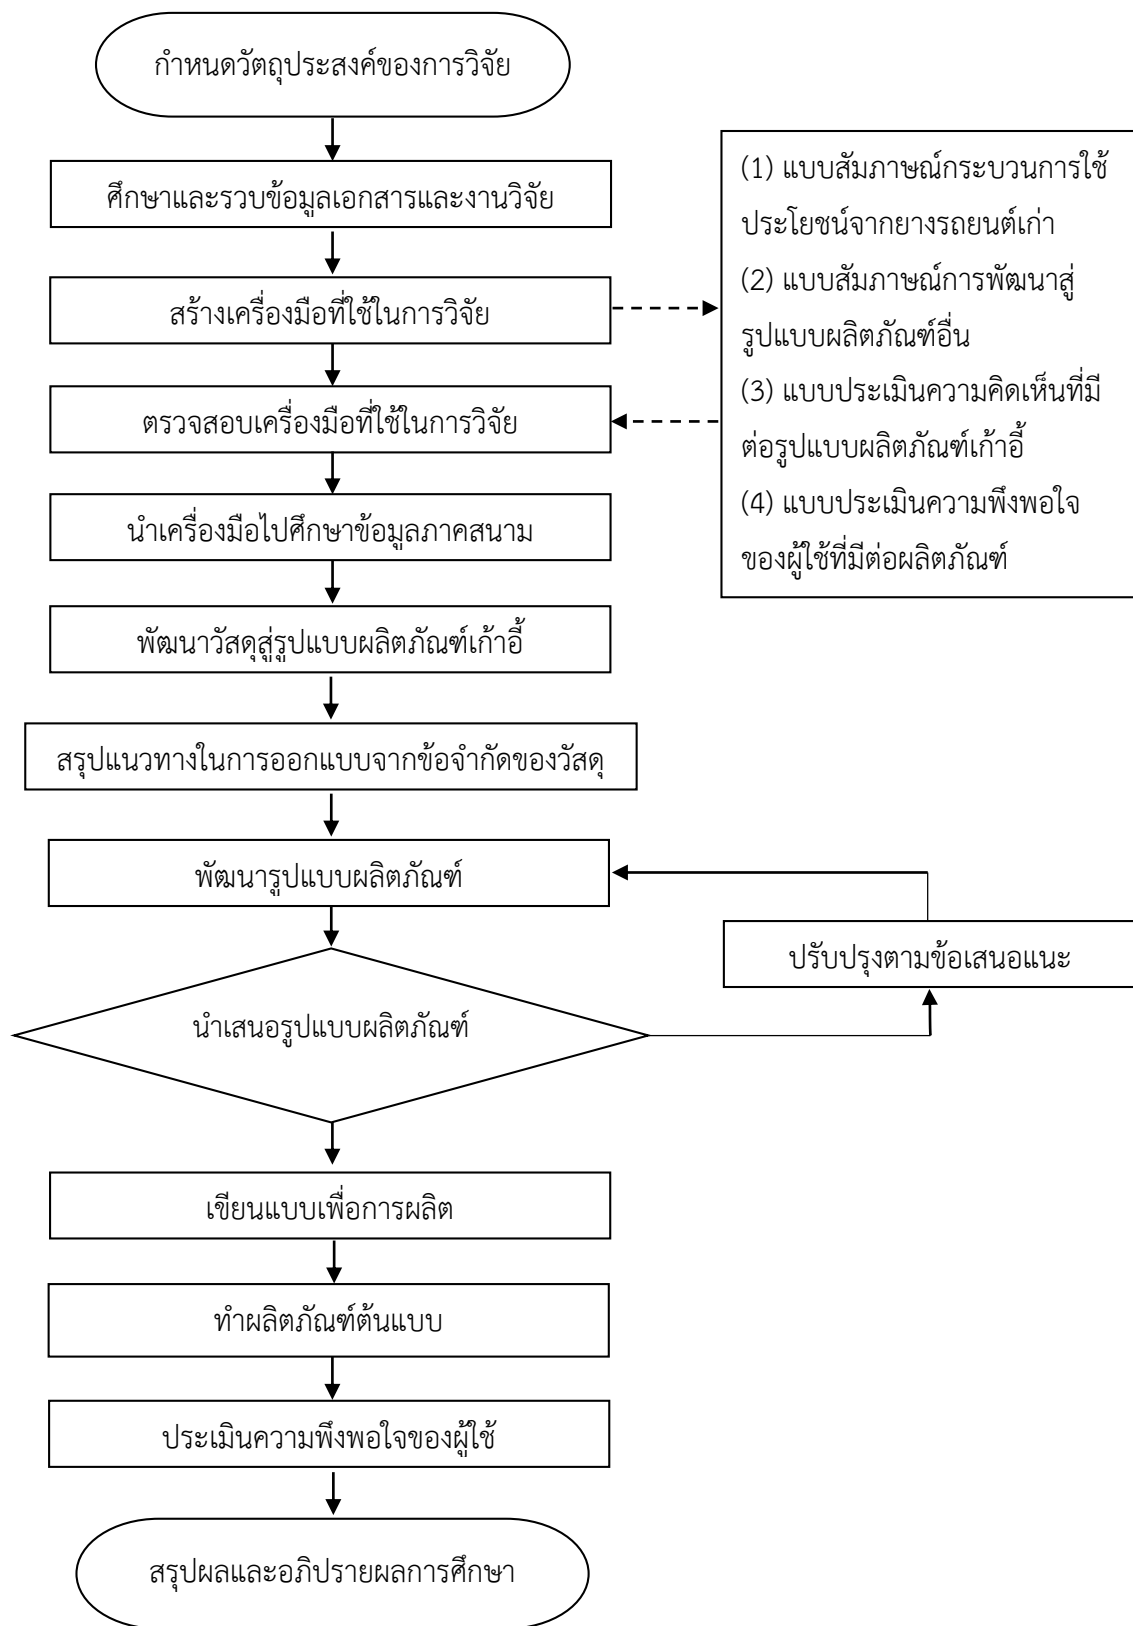 กำหนดวัตถุประสงค์ของการวิจัย
ศึกษาและรวบข้อมูลเอกสารและงานวิจัย
สร้างเครื่องมือที่ใช้ในการวิจัย
(1) แบบสัมภาษณ์กระบวนการใช้
ประโยชน์จากยางรถยนต์เก่า
(2) แบบสัมภาษณ์การพัฒนาสู่
รูปแบบผลิตภัณฑ์อื่น
(3) แบบประเมินความคิดเห็นที่มี
ต่อรูปแบบผลิตภัณฑ์เก้าอี้
(4) แบบประเมินความพึงพอใจ
ของผู้ใช้ที่มีต่อผลิตภัณฑ์
ตรวจสอบเครื่องมือที่ใช้ในการวิจัย
นำเครื่องมือไปศึกษาข้อมูลภาคสนาม
พัฒนาวัสดุสู่รูปแบบผลิตภัณฑ์เก้าอี้
สรุปแนวทางในการออกแบบจากข้อจำกัดของวัสดุ
พัฒนารูปแบบผลิตภัณฑ์
นำเสนอรูปแบบผลิตภัณฑ์
ปรับปรุงตามข้อเสนอแนะ
เขียนแบบเพื่อการผลิต
ทำผลิตภัณฑ์ต้นแบบ
ประเมินความพึงพอใจของผู้ใช้
สรุปผลและอภิปรายผลการศึกษา